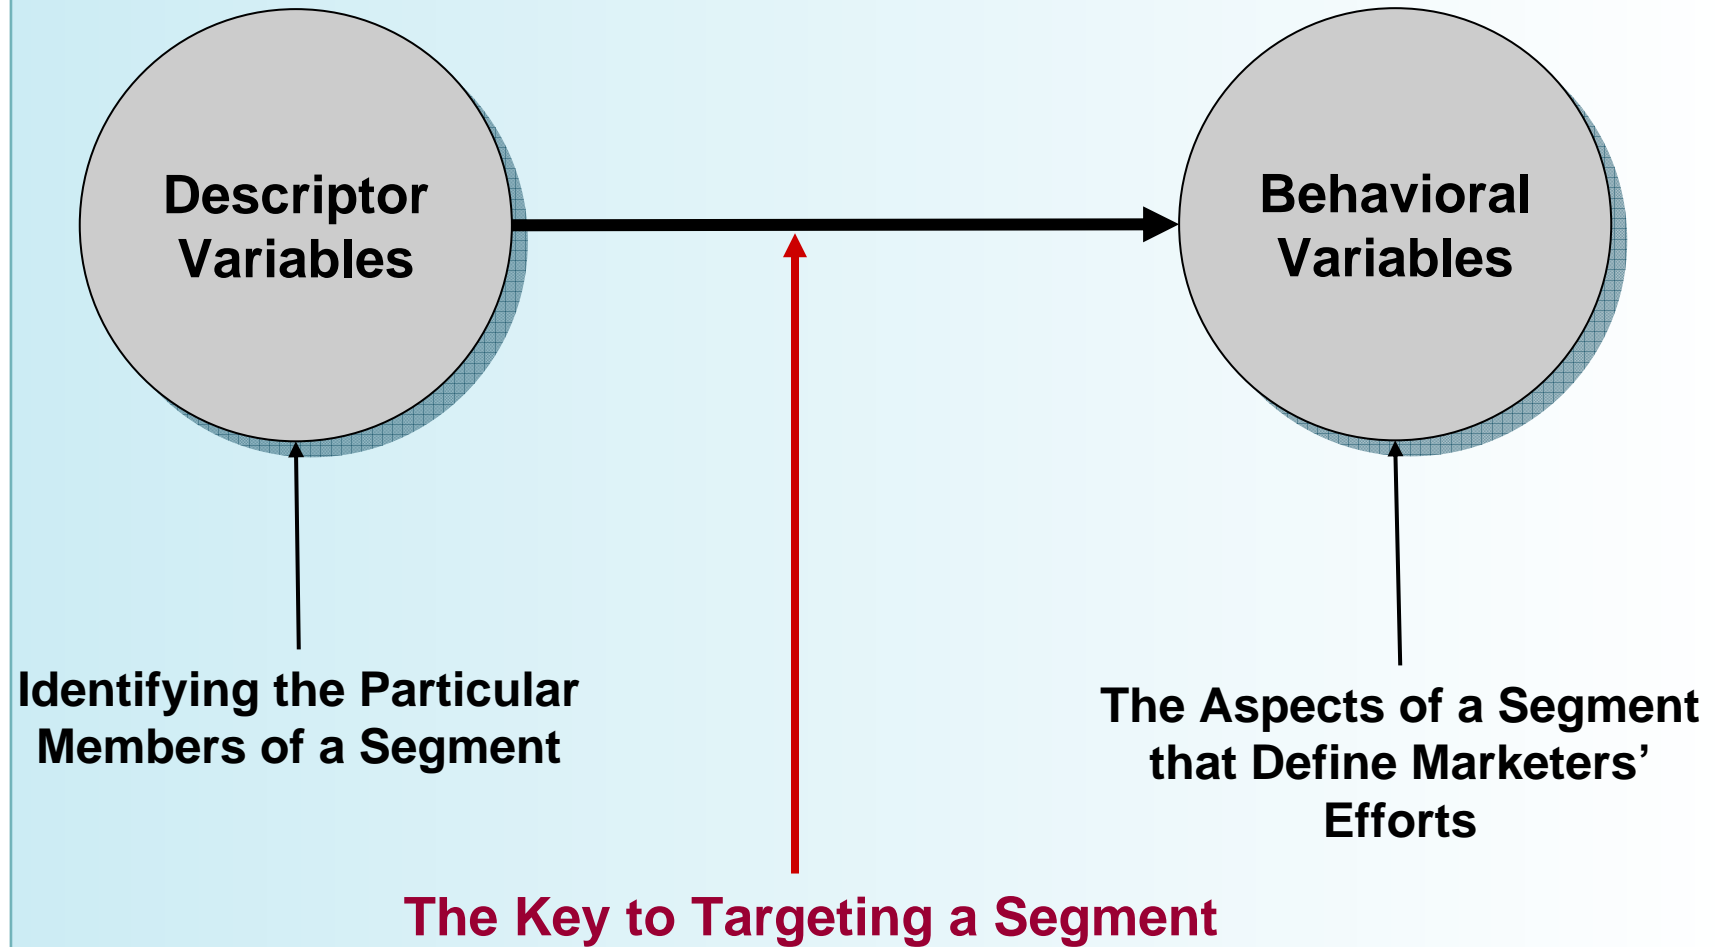 Descriptor
Variables
Behavioral
Variables
Identifying the Particular
Members of a Segment
The Aspects of a Segment
that Define Marketers’
Efforts
The Key to Targeting a Segment